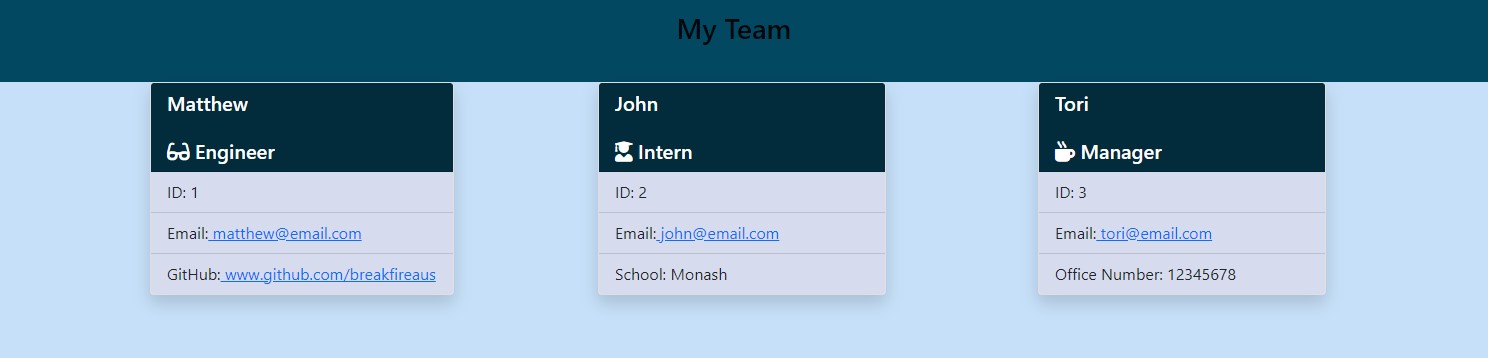 My Team
Matthew
Engineer
ID: 1
Email: matthew@email.com
GitHub: www.github.com/breakfireaus
John
Intern
ID: 2
Email: john@email.com
School: Monash
Tori
Manager
ID: 3
Email: tori@email.com
Office Number: 12345678